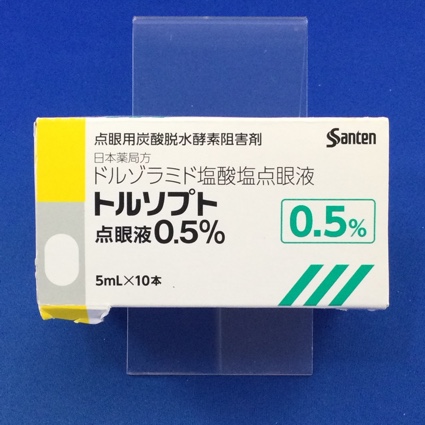 点眼用炭酸脱水酵素阻害剤
Santen
日本薬局方
ドルゾラミド塩酸塩点眼液
トルソプト
点眼液0.5%
0.5%
5mL×10本